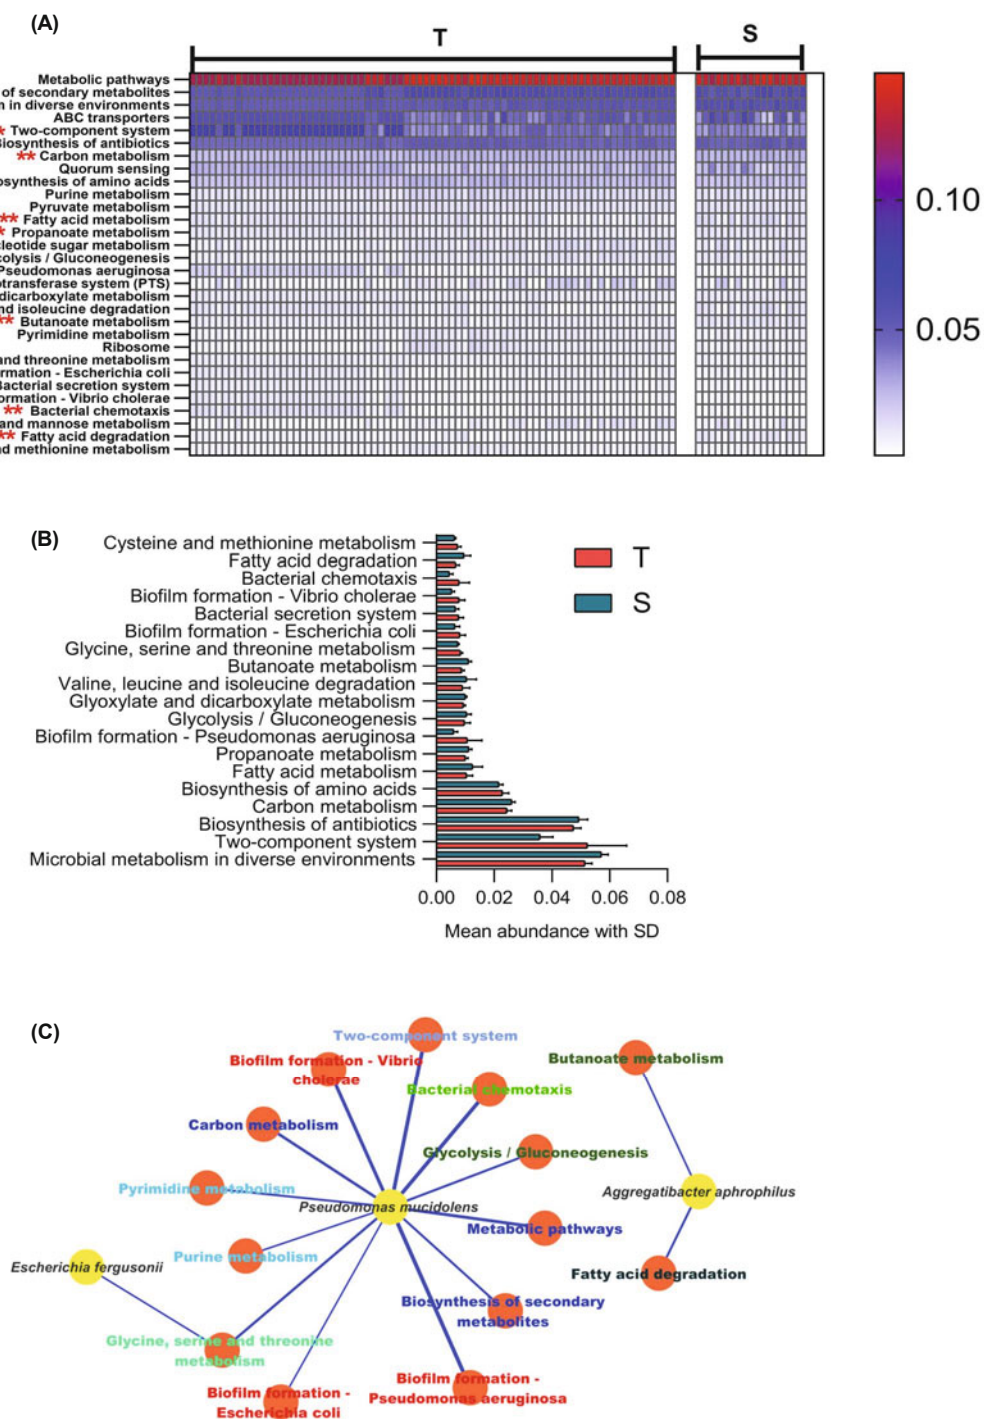 (A)
T
S
Metabolic pathways
of secondary metabolites
in diverse environments
ABC transporters
* Two-component system
iosynthesis of antibiotics
** Carbon metabolism
Quorum sensing
osynthesis of amino acids
Purine metabolism
Pyruvate metabolism
** Fatty acid metabolism
* Propanoate metabolism
cleotide sugar metabolism
colysis / Gluconeogenesis
Pseudomonas aeruginosa
otransferase system (PTS)
dicarboxylate metabolism
nd isoleucine degradation
** Butanoate metabolism
Pyrimidine metabolism
Ribosome
and threonine metabolism
rmation - Escherichia coli
Bacterial secretion system
ormation - Vibrio cholerae
** Bacterial chemotaxis
and mannose metabolism
** Fatty acid degradation
d methionine metabolism
0.10
0.05
(B)
Cysteine and methionine metabolism
Fatty acid degradation
Bacterial chemotaxis
Biofilm formation - Vibrio cholerae
Bacterial secretion system
Biofilm formation - Escherichia coli
Glycine, serine and threonine metabolism
Butanoate metabolism
Valine, leucine and isoleucine degradation
Glyoxylate and dicarboxylate metabolism
Glycolysis / Gluconeogenesis
Biofilm formation - Pseudomonas aeruginosa
Propanoate metabolism
Fatty acid metabolism
Biosynthesis of amino acids
Carbon metabolism
Biosynthesis of antibiotics
Two-component system
Microbial metabolism in diverse environments
T
S
0.00 0.02 0.04 0.06 0.08
Mean abundance with SD
(C)
Two-component system
Biofilm formation - Vibrio
cholerae
Butanoate metabolism
Bacterial chemotaxis
Carbon metabolism
Glycolysis / Gluconeogenesis
Pyrimidine metabolism
Aggregatibacter aphrophilus
Pseudomonas mucidolens
Metabolic pathways
Purine metabolism
Escherichia fergusonii
Fatty acid degradation
Biosynthesis of secondary
metabolites
Glycine, serine and threonine
metabolism
Biofilm formation -
Pseudomonas aeruginosa
Biofilm formation -
Escherichia coli